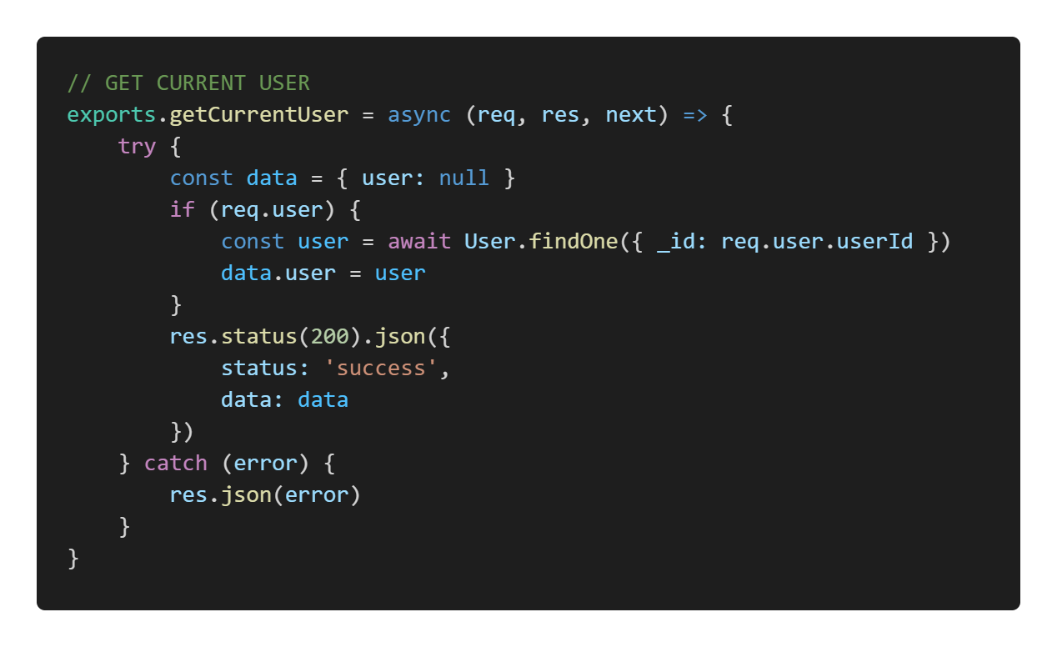 // GET CURRENT USER
exports.getCurrentUser = async (req, res, next) => {
    try {
        const data = { user: null }
        if (req.user) {
            const user = await User.findOne({ _id: req.user.userId })
            data.user = user
        }
        res.status(200).json({
            status: 'success',
            data: data
        })
    } catch (error) {
        res.json(error)
    }
}